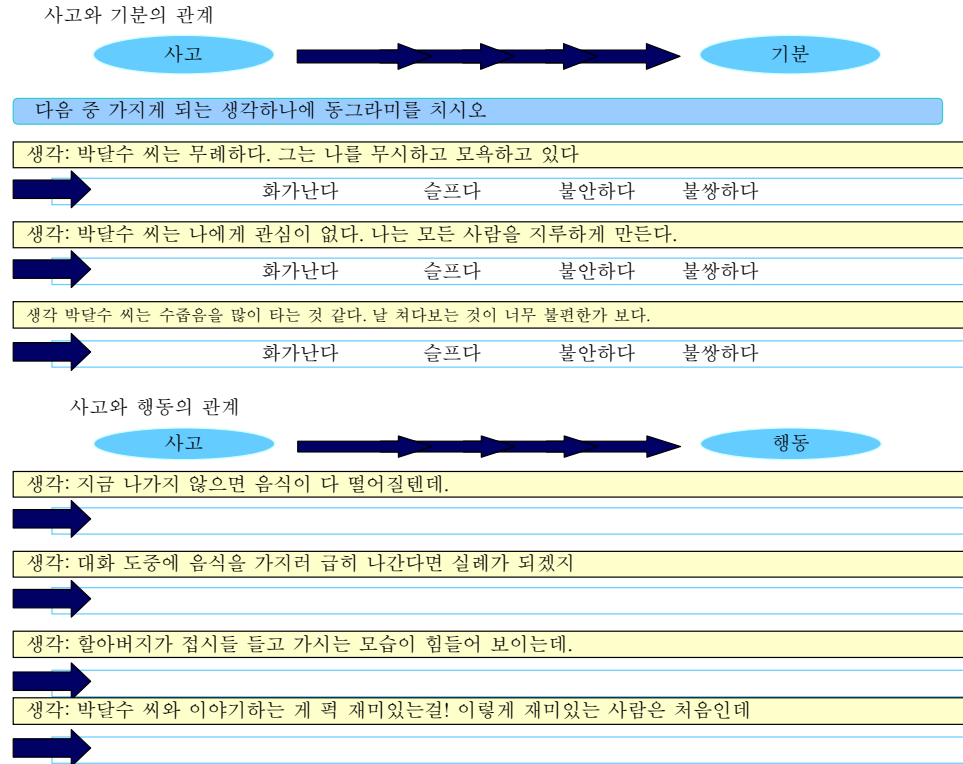 사고와 기분의 관계
사고 기분
다음 중 가지게 되는 생각하나에 동그라미를 치시오
생각: 박달수 씨는 무례하다. 그는 나를 무시하고 모욕하고 있다
화가난다 슬프다 불안하다 불쌍하다
생각: 박달수 씨는 나에게 관심이 없다. 나는 모든 사람을 지루하게 만든다.
화가난다 슬프다 불안하다 불쌍하다
생각 박달수 씨는 수줍음을 많이 타는 것 같다. 날 쳐다보는 것이 너무 불편한가 보다.
화가난다 슬프다 불안하다 불쌍하다
사고와 행동의 관계
사고 행동
생각: 지금 나가지 않으면 음식이 다 떨어질텐데.
생각: 대화 도중에 음식을 가지러 급히 나간다면 실례가 되겠지
생각: 할아버지가 접시들 들고 가시는 모습이 힘들어 보이는데.
생각: 박달수 씨와 이야기하는 게 퍽 재미있는걸! 이렇게 재미있는 사람은 처음인데